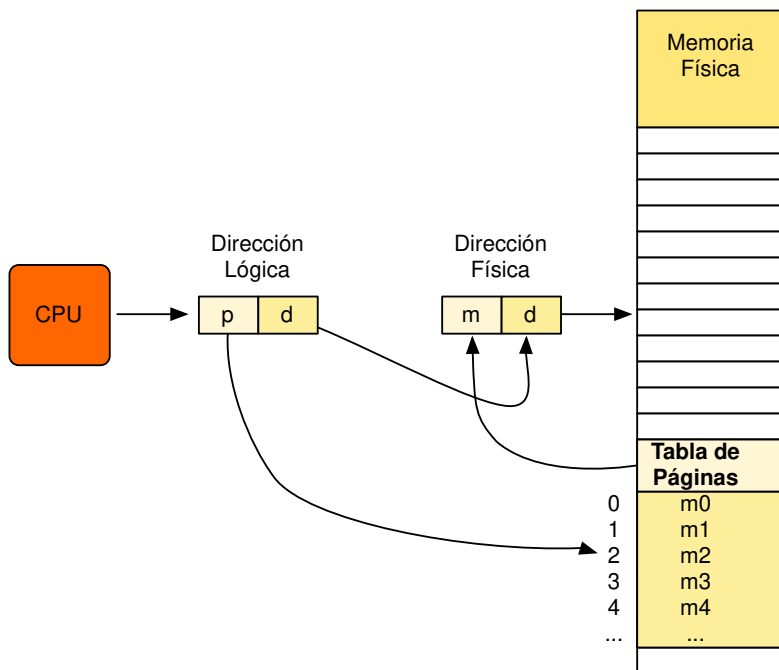 Memoria
Física
Dirección
Lógica
Dirección
Física
CPU
p d
m d
Tabla de
Páginas
0 m0
1 m1
2 m2
3 m3
4 m4
... ...